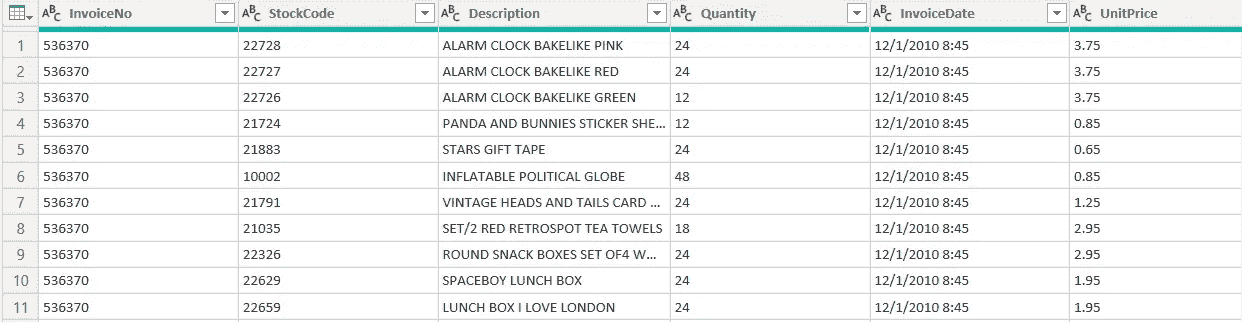 ABC InvoiceNo ABC StockCode ABC Description ABC Quantity ABC InvoiceDate ABC UnitPrice
1 536370 22728 ALARM CLOCK BAKELIKE PINK 24 12/1/2010 8:45 3.75
2 536370 22727 ALARM CLOCK BAKELIKE RED 24 12/1/2010 8:45 3.75
3 536370 22726 ALARM CLOCK BAKELIKE GREEN 12 12/1/2010 8:45 3.75
4 536370 21724 PANDA AND BUNNIES STICKER SHE... 12 12/1/2010 8:45 0.85
5 536370 21883 STARS GIFT TAPE 24 12/1/2010 8:45 0.65
6 536370 10002 INFLATABLE POLITICAL GLOBE 48 12/1/2010 8:45 0.85
7 536370 21791 VINTAGE HEADS AND TAILS CARD ... 24 12/1/2010 8:45 1.25
8 536370 21035 SET/2 RED RETROSPOT TEA TOWELS 18 12/1/2010 8:45 2.95
9 536370 22326 ROUND SNACK BOXES SET OF4 W... 24 12/1/2010 8:45 2.95
10 536370 22629 SPACEBOY LUNCH BOX 24 12/1/2010 8:45 1.95
11 536370 22659 LUNCH BOX I LOVE LONDON 24 12/1/2010 8:45 1.95